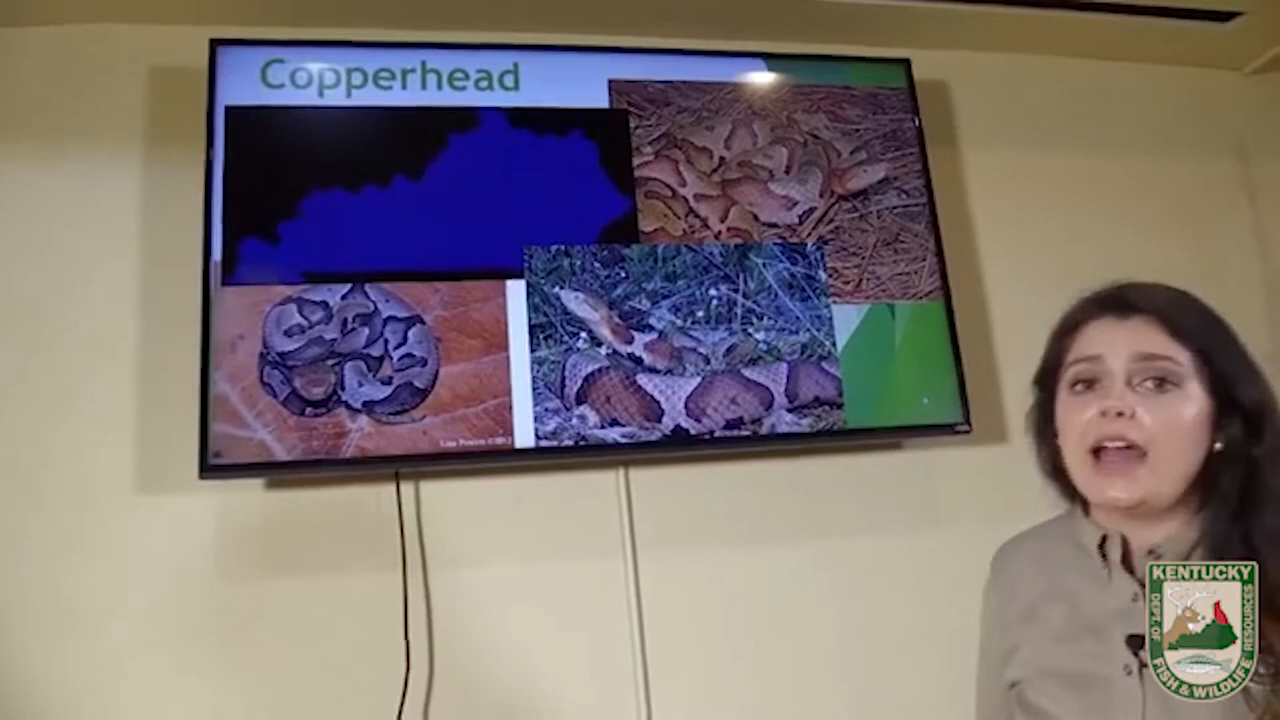 Copperhead
KENTUCKY
DEPT. OF
FISH & WILDLIFE
RESOURCES